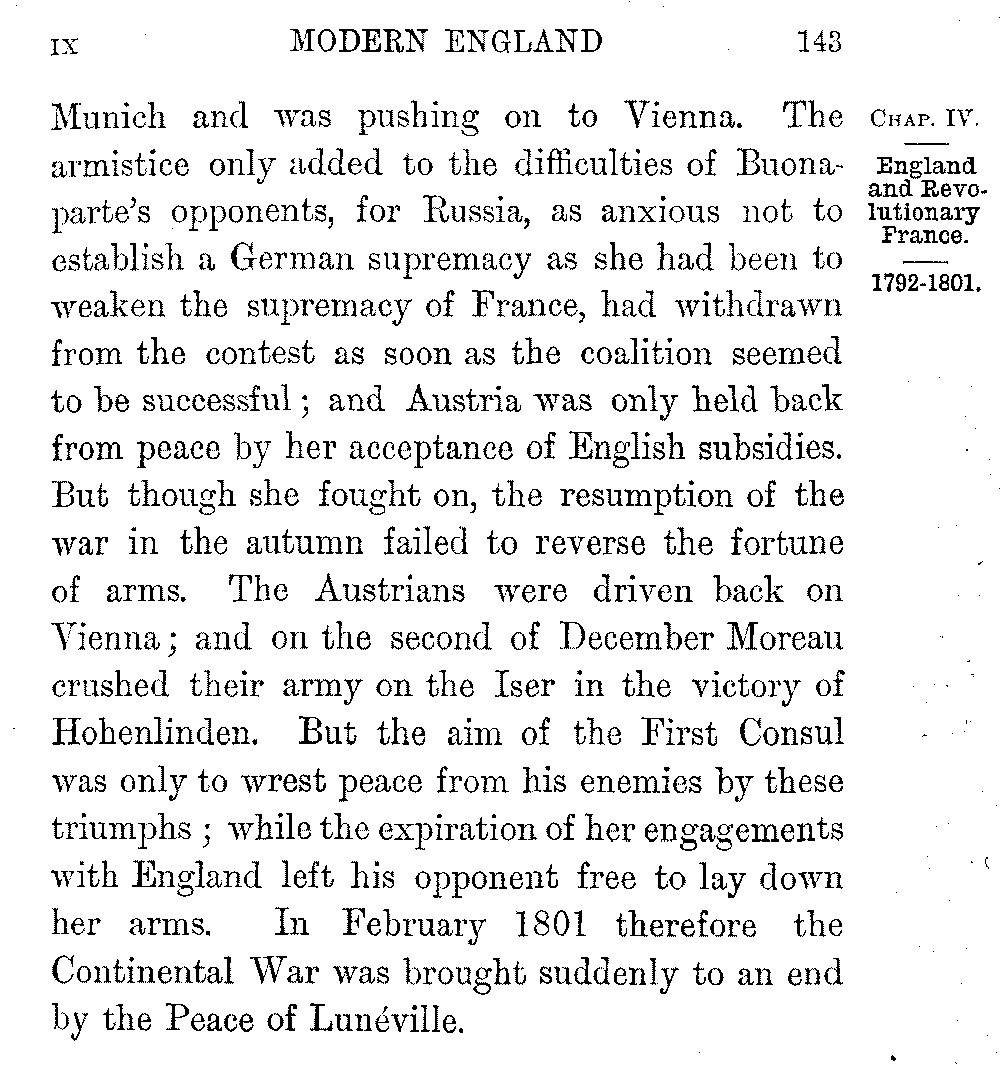 IX MODERN ENGLAND 143
Munich and was pushing on to Vienna. The
armistice only added to the difficulties of Buona-
parte's opponents, for Russia, as anxious not to
establish a German supremacy as she had been to
weaken the supremacy of France, had withdrawn
from the contest as soon as the coalition seemed
to be successful; and Austria was only held back
from peace by her acceptance of English subsidies.
But though she fought on, the resumption of the
war in the autumn failed to reverse the fortune
of arms. The Austrians were driven back on
Vienna; and on the second of December Moreau
crushed their army on the Iser in the victory of
Hohenlinden. But the aim of the First Consul
was only to wrest peace from his enemies by these
triumphs; while the expiration of her engagements
with England left his opponent free to lay down
her arms. In February 1801 therefore the
Continental War was brought suddenly to an end
by the Peace of Lunéville.
CHAP. IV.
England
and Revo-
lutionary
France.
1792-1801.